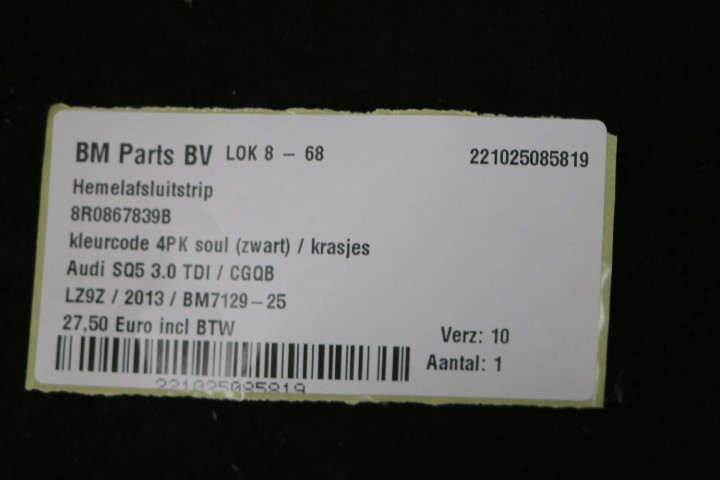 BM Parts BV LOK 8 – 68 221025085819
Hemelafsluitstrip
8R0867839B
kleurcode 4PK soul (zwart) / krasjes
Audi SQ5 3.0 TDI / CGQB
LZ9Z / 2013 / BM7129–25
27,50 Euro incl BTW
Verz: 10
Aantal: 1
221025085819